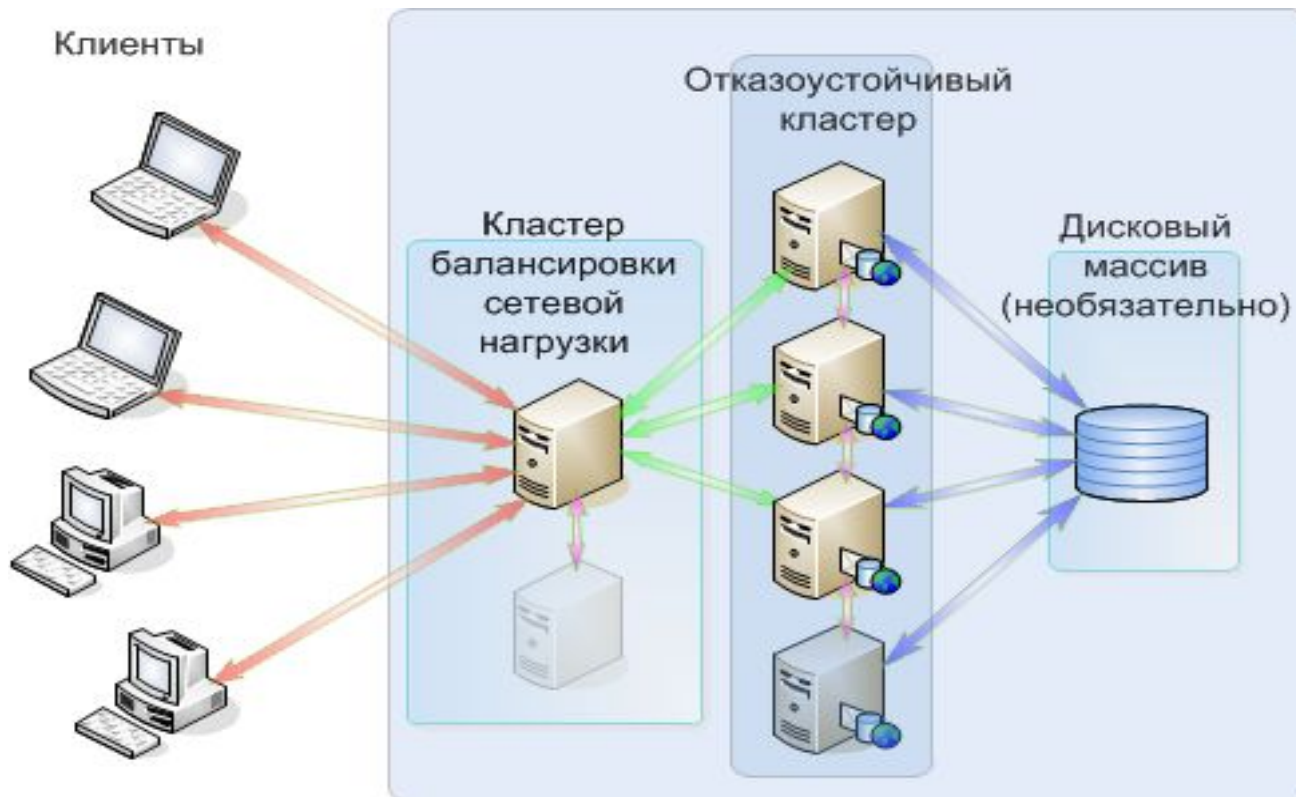 Клиенты
Отказоустойчивый
кластер
Кластер
балансировки
сетевой
нагрузки
Дисковый
массив
(необязательно)